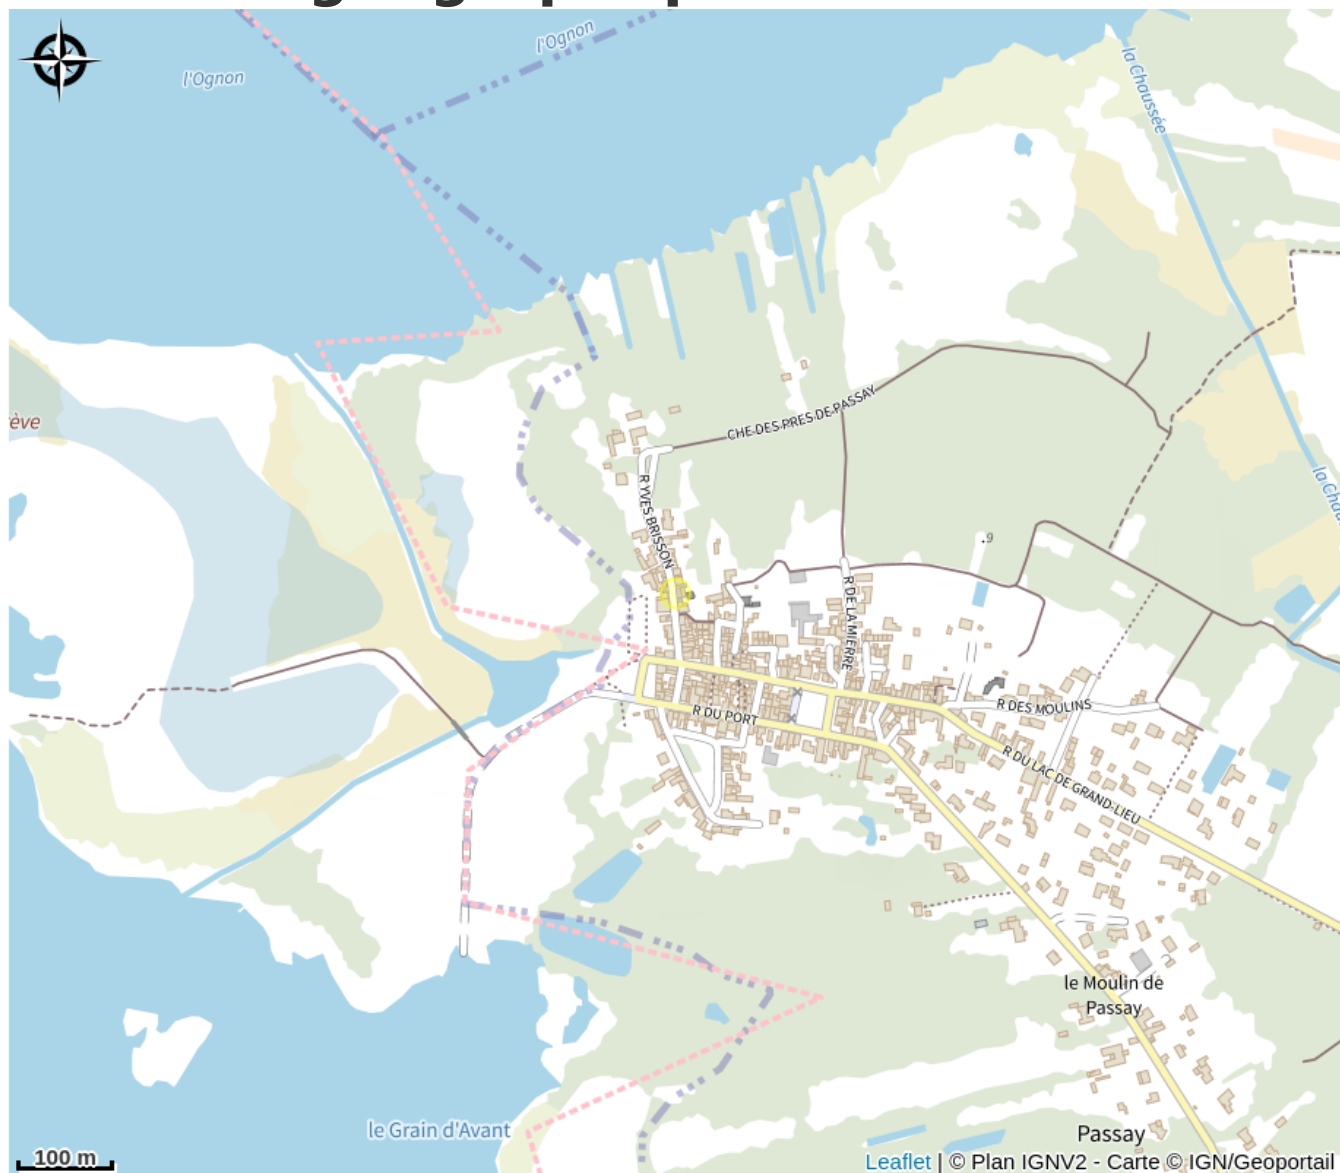 l'Ognon
l'Ognon
la Chaussée
ève
CHE DES PRES DE PASSAY
R YVES BRISSON
.9
R DE LA MIERRE
R DU PORT
R DES MOULINS
R DU LAC DE GRAND-LIEU
le Moulin de
Passay
le Grain d'Avant
Passay
100 m
Leaflet | © Plan IGNV2 - Carte © IGN/Geoportail